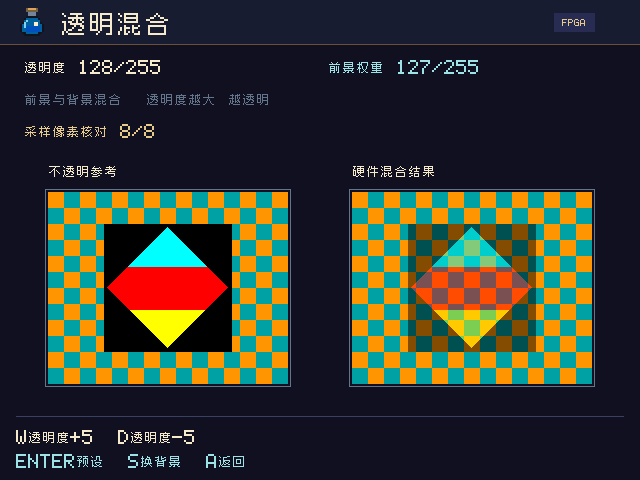 透明混合 FPGA
透明度 128/255 前景权重 127/255
前景与背景混合 透明度越大 越透明
采样像素核对 8/8
不透明参考 硬件混合结果
W透明度+5 D透明度-5
ENTER预设 S换背景 A返回